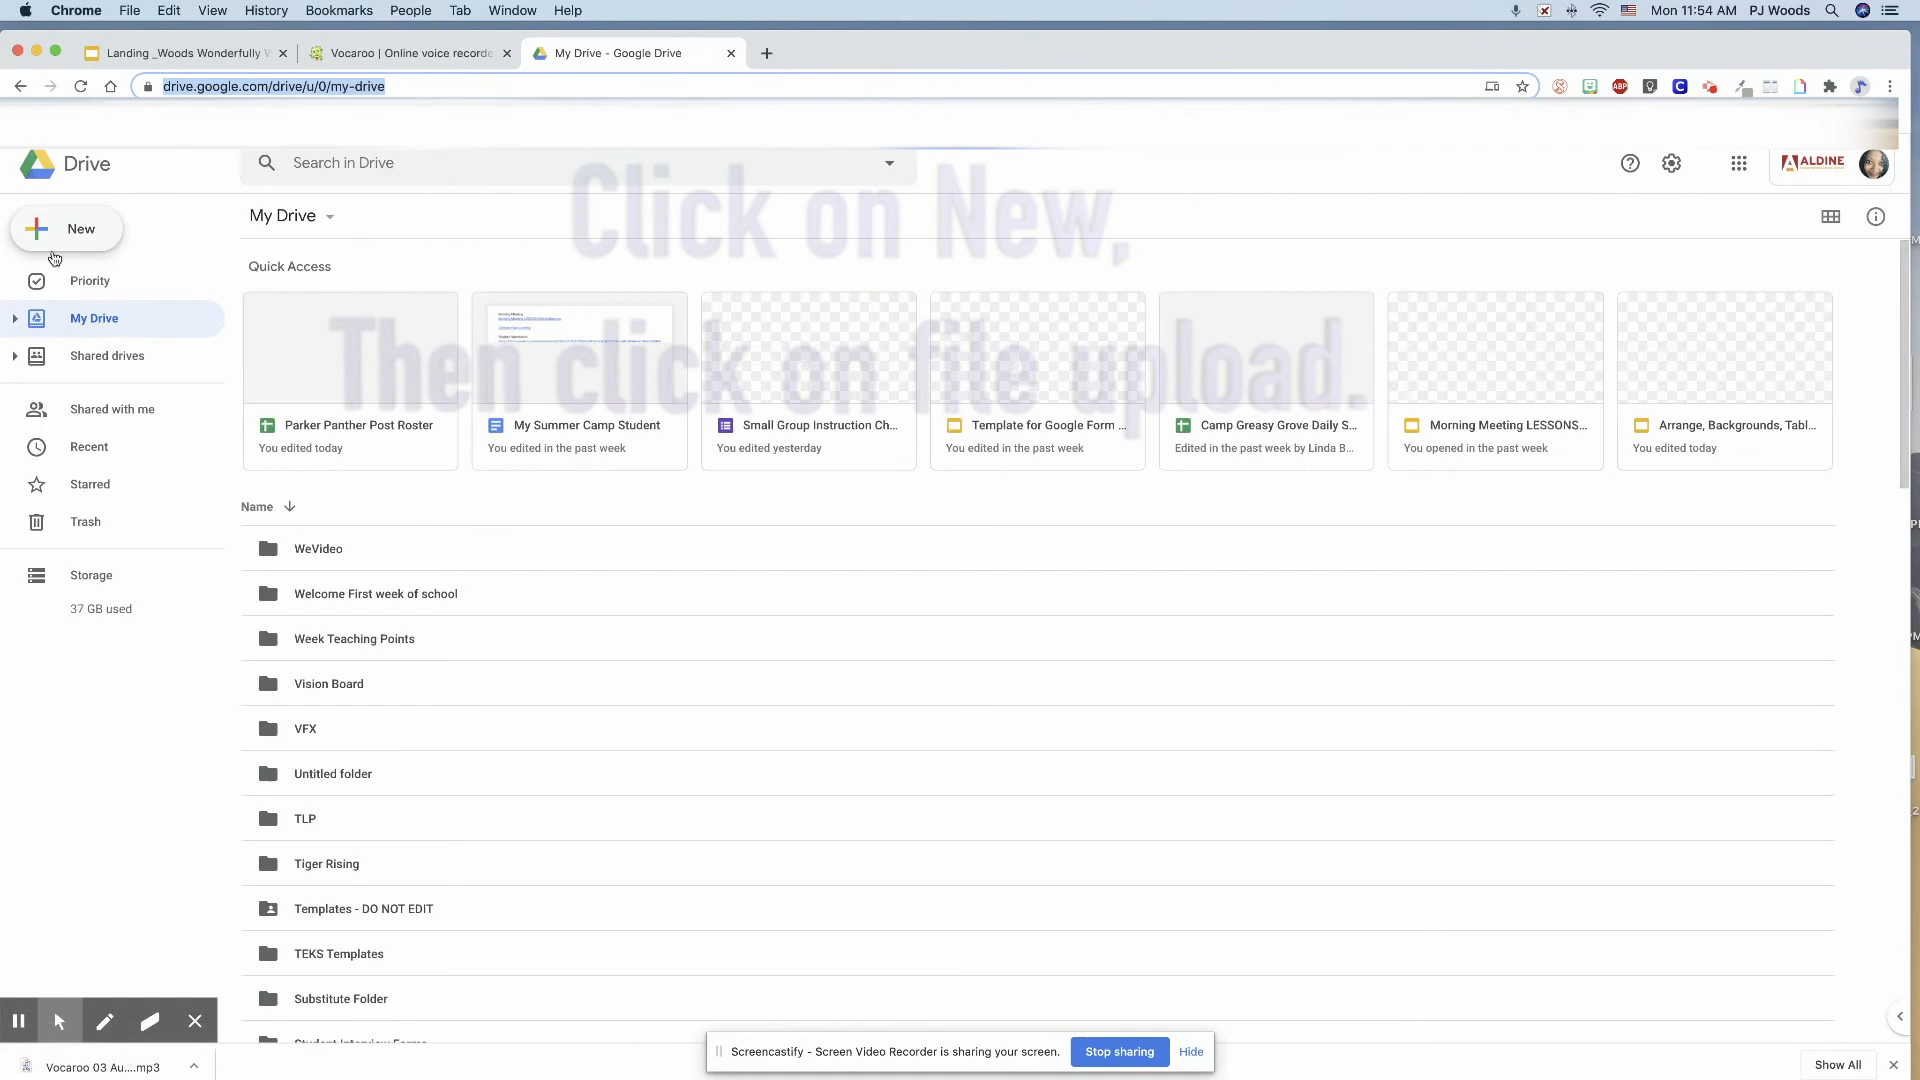 Chrome File Edit View History Bookmarks People Tab Window Help Mon 11:54 AM PJ Woods
Landing _Woods Wonderfully Vocaroo | Online voice recorde My Drive - Google Drive
drive.google.com/drive/u/0/my-drive ABP
Drive Search in Drive ALDINE
Click on New,
Then click on file upload.
New
Priority
My Drive
Shared drives
Shared with me
Recent
Starred
Trash
Storage
37 GB used
My Drive
Quick Access
Parker Panther Post Roster
You edited today
My Summer Camp Student
You edited in the past week
Small Group Instruction Ch...
You edited yesterday
Template for Google Form ...
You edited in the past week
Camp Greasy Grove Daily S...
Edited in the past week by Linda B...
Morning Meeting LESSONS...
You opened in the past week
Arrange, Backgrounds, Tabl...
You edited today
Name
WeVideo
Welcome First week of school
Week Teaching Points
Vision Board
VFX
Untitled folder
TLP
Tiger Rising
Templates - DO NOT EDIT
TEKS Templates
Substitute Folder
Student Interview Forms
Screencastify - Screen Video Recorder is sharing your screen. Stop sharing Hide
Vocaroo 03 Au....mp3 Show All